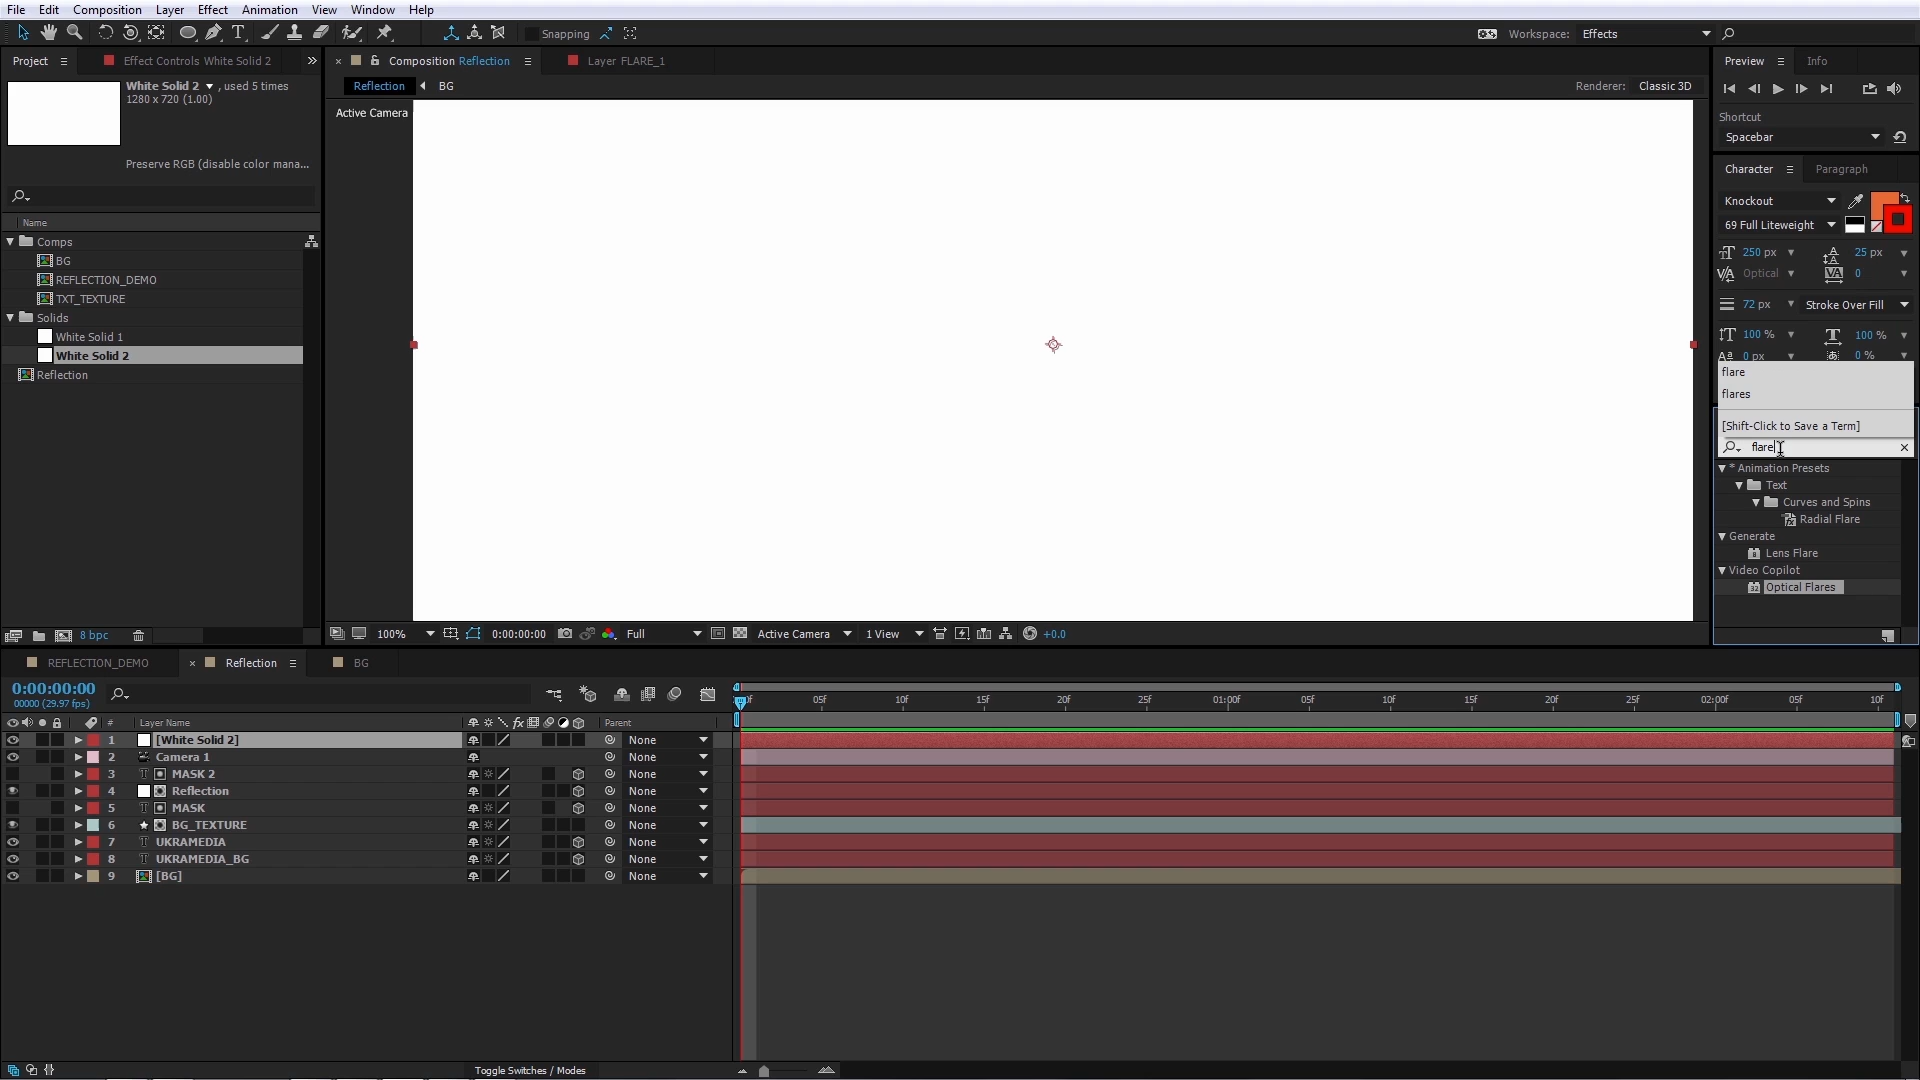 File Edit Composition Layer Effect Animation View Window Help
Snapping
Workspace: Effects
Project
Effect Controls White Solid 2
Composition Reflection
Layer FLARE_1
Preview Info
White Solid 2 , used 5 times
1280 x 720 (1.00)
Preserve RGB (disable color mana...
Reflection BG
Renderer: Classic 3D
Active Camera
Shortcut
Spacebar
Character Paragraph
Knockout
69 Full Liteweight
250 px 25 px
Optical 0
72 px Stroke Over Fill
100 % 100 %
0 px 0 %
flare
flares
[Shift-Click to Save a Term]
flare
* Animation Presets
Text
Curves and Spins
Radial Flare
Generate
Lens Flare
Video Copilot
Optical Flares
Name
Comps
BG
REFLECTION_DEMO
TXT_TEXTURE
Solids
White Solid 1
White Solid 2
Reflection
8 bpc
100% 0:00:00:00 Full Active Camera 1 View +0.0
REFLECTION_DEMO Reflection BG
0:00:00:00
00000 (29.97 fps)
05f 10f 15f 20f 25f 01:00f 05f 10f 15f 20f 25f 02:00f 05f 10f
# Layer Name Parent
1 [White Solid 2] None
2 Camera 1 None
3 MASK 2 None
4 Reflection None
5 MASK None
6 BG_TEXTURE None
7 UKRAMEDIA None
8 UKRAMEDIA_BG None
9 [BG] None
Toggle Switches / Modes